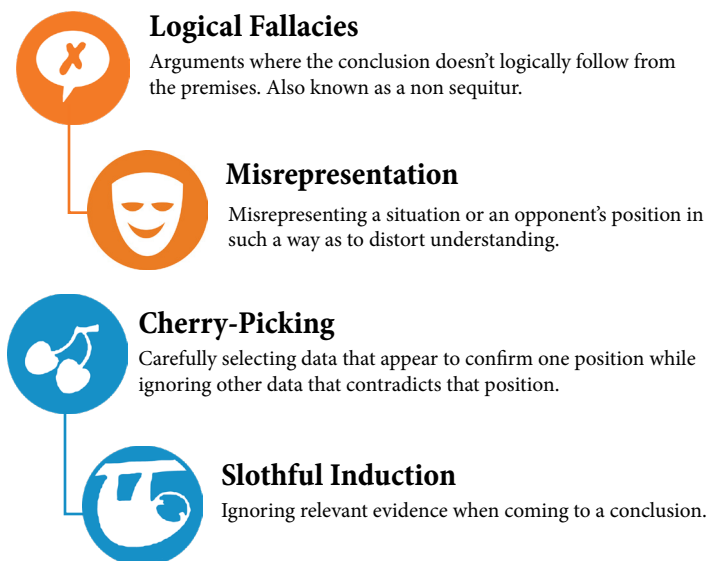 Logical Fallacies
Arguments where the conclusion doesn’t logically follow from
the premises. Also known as a non sequitur.
Misrepresentation
Misrepresenting a situation or an opponent’s position in
such a way as to distort understanding.
Cherry-Picking
Carefully selecting data that appear to confirm one position while
ignoring other data that contradicts that position.
Slothful Induction
Ignoring relevant evidence when coming to a conclusion.